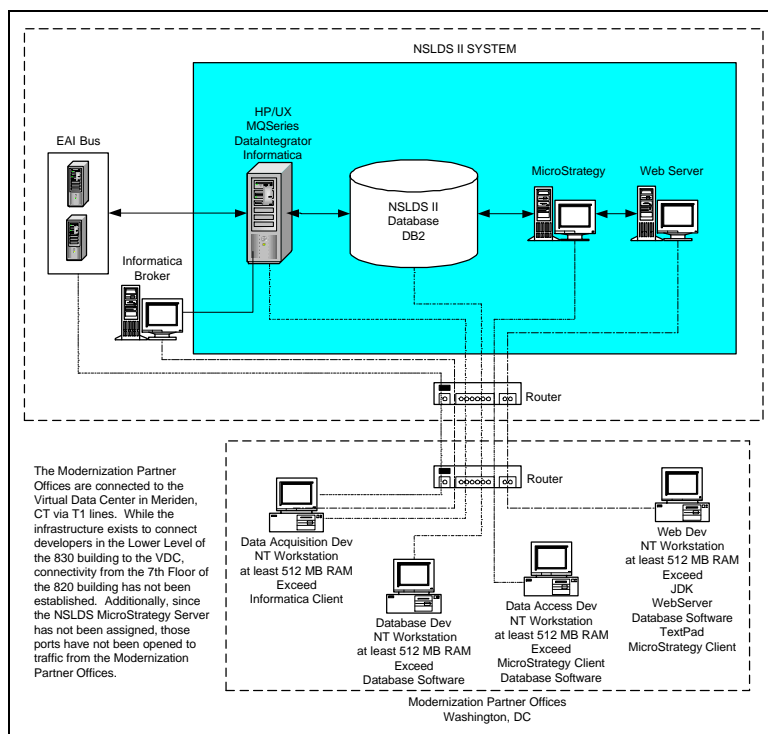 NSLDS II SYSTEM
HP/UX
MQSeries
DataIntegrator
Informatica
EAI Bus
NSLDS II
Database
DB2
MicroStrategy
Web Server
Informatica
Broker
Router
Router
The Modernization Partner
Offices are connected to the
Virtual Data Center in Meriden,
CT via T1 lines.  While the
infrastructure exists to connect
developers in the Lower Level of
the 830 building to the VDC,
connectivity from the 7th Floor of
the 820 building has not been
established.  Additionally, since
the NSLDS MicroStrategy Server
has not been assigned, those
ports have not been opened to
traffic from the Modernization
Partner Offices.
Data Acquisition Dev
NT Workstation
at least 512 MB RAM
Exceed
Informatica Client
Database Dev
NT Workstation
at least 512 MB RAM
Exceed
Database Software
Data Access Dev
NT Workstation
at least 512 MB RAM
Exceed
MicroStrategy Client
Database Software
Web Dev
NT Workstation
at least 512 MB RAM
Exceed
JDK
WebServer
Database Software
TextPad
MicroStrategy Client
Modernization Partner Offices
Washington, DC